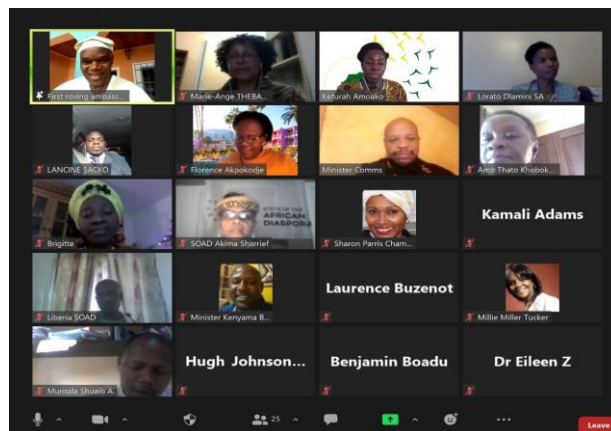 First roving ambass...
Marie-Ange THEBA...
Keturah Amoako
Lorato Dlamini SA
LANCINE SACKO
Florence Akpokodje
Minister Comms
Amb Thato Khobok...
Brigitte
STATE OF THE
AFRICAN
DIASPORA
SOAD Akima Sharrief
Sharon Parris Cham...
Kamali Adams
Liberia SOAD
Minister Kenyama B...
Laurence Buzenot
Millie Miller Tucker
Muritala Shuaib A.
Hugh Johnson...
Benjamin Boadu
Dr Eileen Z
25
Leave